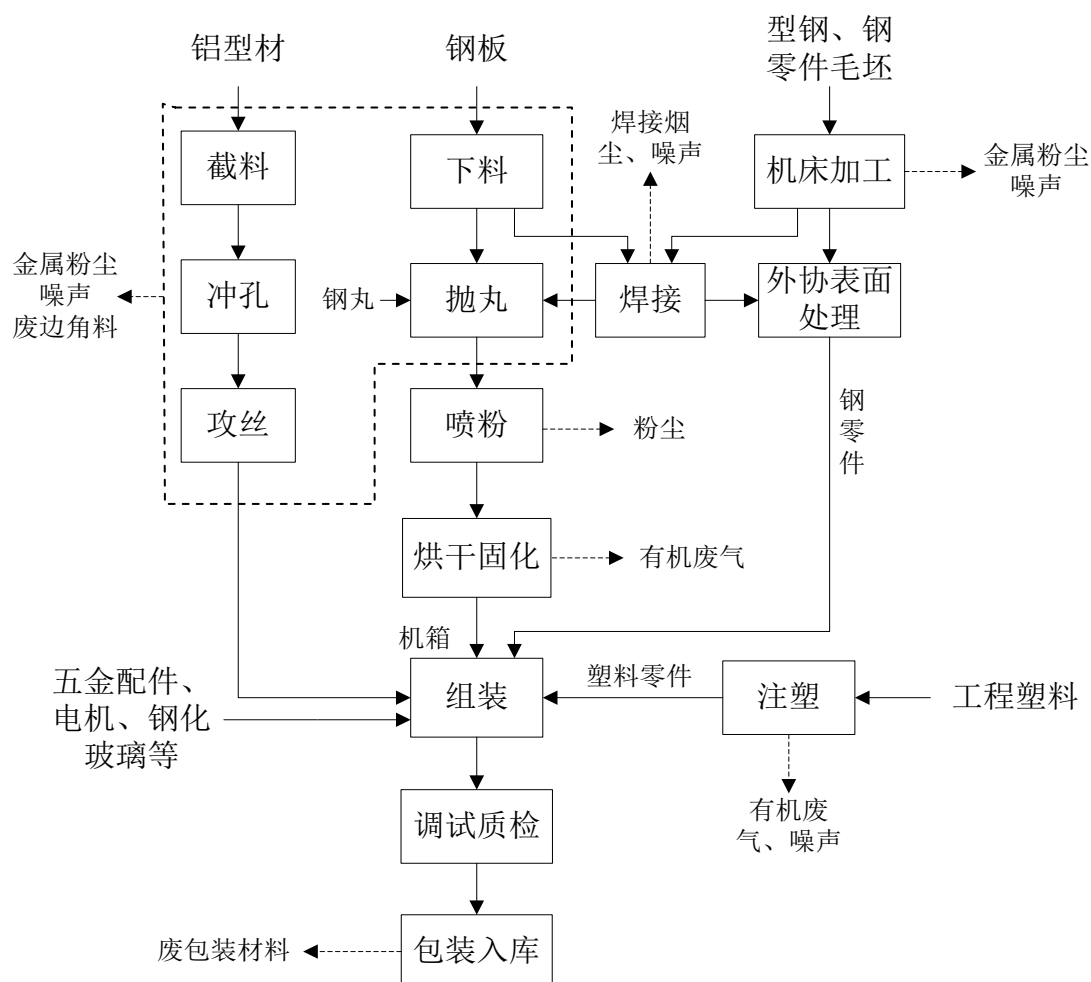 铝型材
钢板
型钢、钢
零件毛坯
焊接烟
尘、噪声
截料
下料
机床加工
金属粉尘
噪声
金属粉尘
噪声
废边角料
冲孔
钢丸
抛丸
焊接
外协表面
处理
攻丝
喷粉
粉尘
钢
零
件
烘干固化
有机废气
机箱
五金配件、
电机、钢化
玻璃等
组装
塑料零件
注塑
工程塑料
调试质检
有机废
气、噪声
废包装材料
包装入库